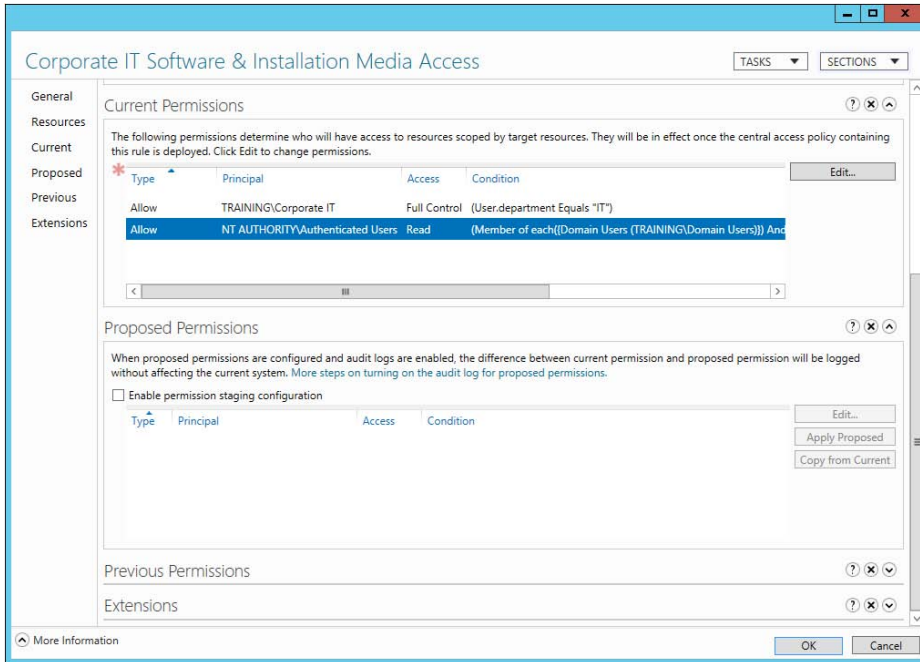 Corporate IT Software & Installation Media Access
TASKS
SECTIONS
General
Resources
Current
Proposed
Previous
Extensions
Current Permissions
The following permissions determine who will have access to resources scoped by target resources. They will be in effect once the central access policy containing
this rule is deployed. Click Edit to change permissions.
Type Principal Access Condition
Edit...
Allow TRAINING\Corporate IT Full Control (User.department Equals "IT")
Allow NT AUTHORITY\Authenticated Users Read (Member of each({Domain Users (TRAINING\Domain Users)}) And
Proposed Permissions
When proposed permissions are configured and audit logs are enabled, the difference between current permission and proposed permission will be logged
without affecting the current system. More steps on turning on the audit log for proposed permissions.
Enable permission staging configuration
Type Principal Access Condition
Edit...
Apply Proposed
Copy from Current
Previous Permissions
Extensions
More Information
OK
Cancel